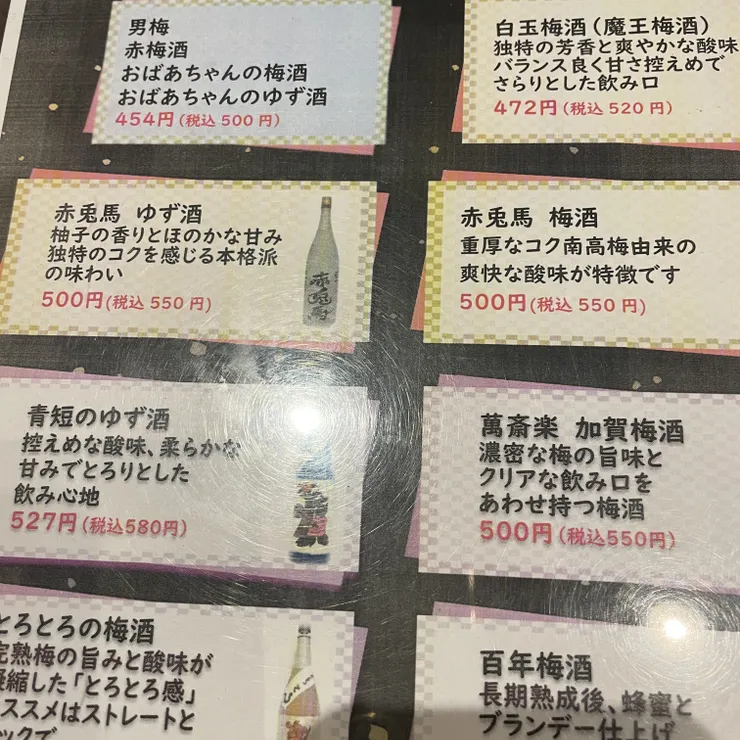 男梅
赤梅酒
おばあちゃんの梅酒
おばあちゃんのゆず酒
454円(税込 500 円)
白玉梅酒(魔王梅酒)
独特の芳香と爽やかな酸味
バランス良く甘さ控えめで
さらりとした飲み口
472円(税込 520 円)
赤兎馬 ゆず酒
柚子の香りとほのかな甘み
独特のコクを感じる本格派
の味わい
500円(税込 550 円)
赤兎馬
赤兎馬 梅酒
重厚なコク南高梅由来の
爽快な酸味が特徴です
500円(税込 550 円)
青短のゆず酒
控えめな酸味、柔らかな
甘みでとろりとした
飲み心地
527円(税込580円)
萬斎楽 加賀梅酒
濃密な梅の旨味と
クリアな飲み口を
あわせ持つ梅酒
500円(税込550円)
とろとろの梅酒
完熟梅の旨みと酸味が
凝縮した「とろとろ感」
ススメはストレートと
ックで
百年梅酒
長期熟成後、蜂蜜と
ブランデー仕上げ